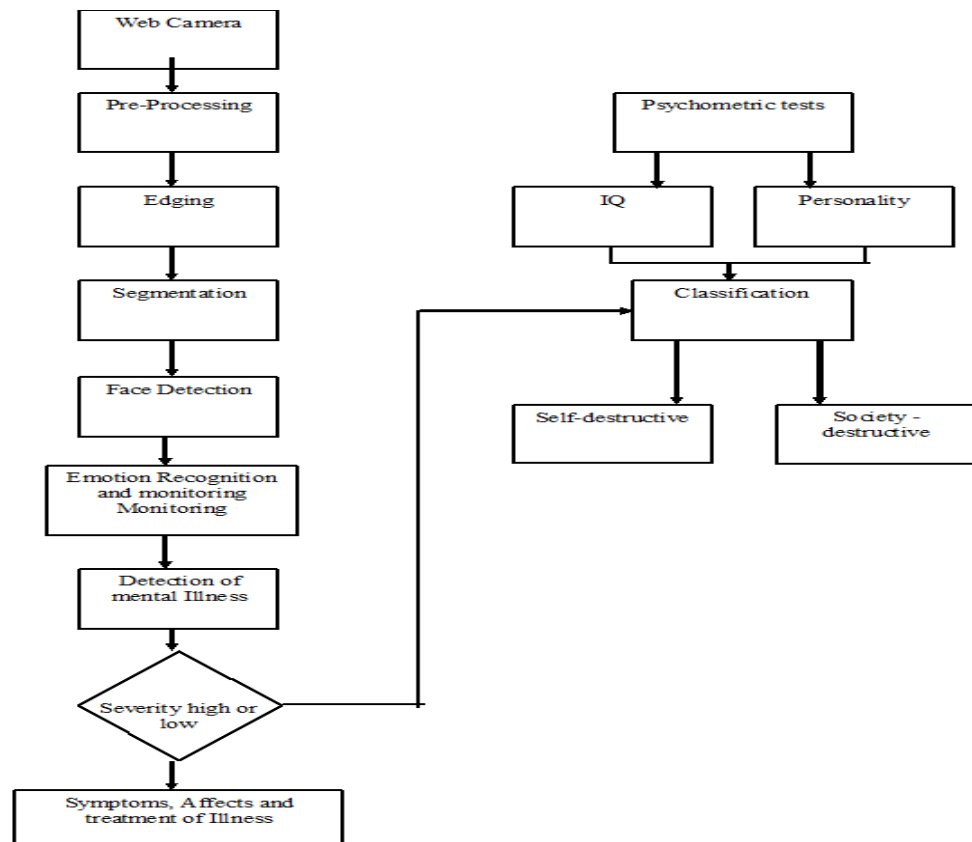 Web Camera
Pre-Processing
Edging
Segmentation
Face Detection
Emotion Recognition
and monitoring
Monitoring
Detection of
mental Illness
Severity high or
low
Symptoms, Affects and
treatment of Illness
Psychometric tests
IQ
Personality
Classification
Self-destructive
Society -
destructive